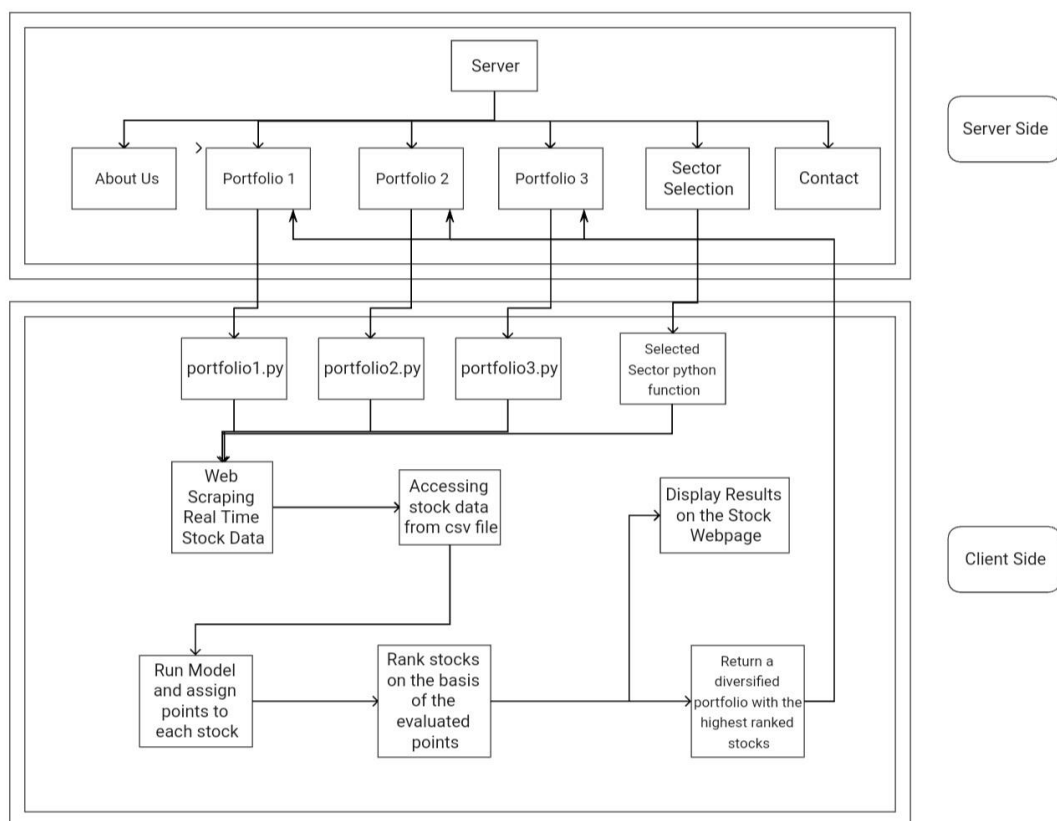 Server
Server Side
About Us
Portfolio 1
Portfolio 2
Portfolio 3
Sector
Selection
Contact
portfolio1.py
portfolio2.py
portfolio3.py
Selected
Sector python
function
Web
Scraping
Real Time
Stock Data
Accessing
stock data
from csv file
Display Results
on the Stock
Webpage
Client Side
Run Model
and assign
points to
each stock
Rank stocks
on the basis
of the
evaluated
points
Return a
diversified
portfolio with the
highest ranked
stocks